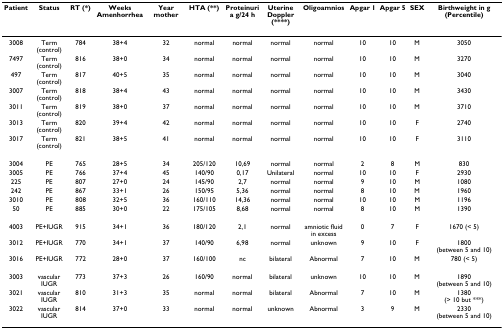 Patient Status RT (*) Weeks Amenhorrhea Year mother HTA (**) Proteinuria g/24 h Uterine Doppler (****) Oligoamnios Apgar 1 Apgar 5 SEX Birthweight in g (Percentile)
3008 Term (control) 784 38+4 32 normal normal normal normal 10 10 M 3050
7497 Term (control) 816 38+0 34 normal normal normal normal 10 10 M 3270
497 Term (control) 817 40+5 35 normal normal normal normal 10 10 M 3040
3007 Term (control) 818 38+4 43 normal normal normal normal 10 10 M 3430
3011 Term (control) 819 38+0 37 normal normal normal normal 10 10 M 3710
3013 Term (control) 820 39+4 42 normal normal normal normal 10 10 F 2740
3017 Term (control) 821 38+5 41 normal normal normal normal 10 10 F 3110
3004 PE 765 28+5 34 205/120 10,69 normal normal 2 8 M 830
3005 PE 766 37+4 45 140/90 0,17 Unilateral normal 10 10 F 2930
225 PE 807 27+0 24 145/90 2,7 normal normal 9 10 M 1080
242 PE 867 33+1 26 150/95 5,36 normal normal 8 10 M 1960
3010 PE 808 32+5 36 160/110 14,36 normal normal 10 10 M 1196
50 PE 885 30+0 22 175/105 8,68 normal normal 8 10 M 1390
4003 PE+IUGR 915 34+1 36 180/120 2,1 normal amniotic fluid in excess 0 7 F 1670 (< 5)
3012 PE+IUGR 770 34+1 37 140/90 6,98 normal unknown 9 10 F 1800 (between 5 and 10)
3016 PE+IUGR 772 28+0 37 160/100 nc bilateral Abnormal 7 10 M 780 (< 5)
3003 vascular IUGR 773 37+3 26 160/90 normal bilateral unknown 10 10 M 1890 (between 5 and 10)
3021 vascular IUGR 810 31+3 35 normal normal bilateral Abnormal 7 10 M 1380 (> 10 but ***)
3022 vascular IUGR 814 37+0 33 normal normal unknown Abnormal 3 9 M 2330 (between 5 and 10)